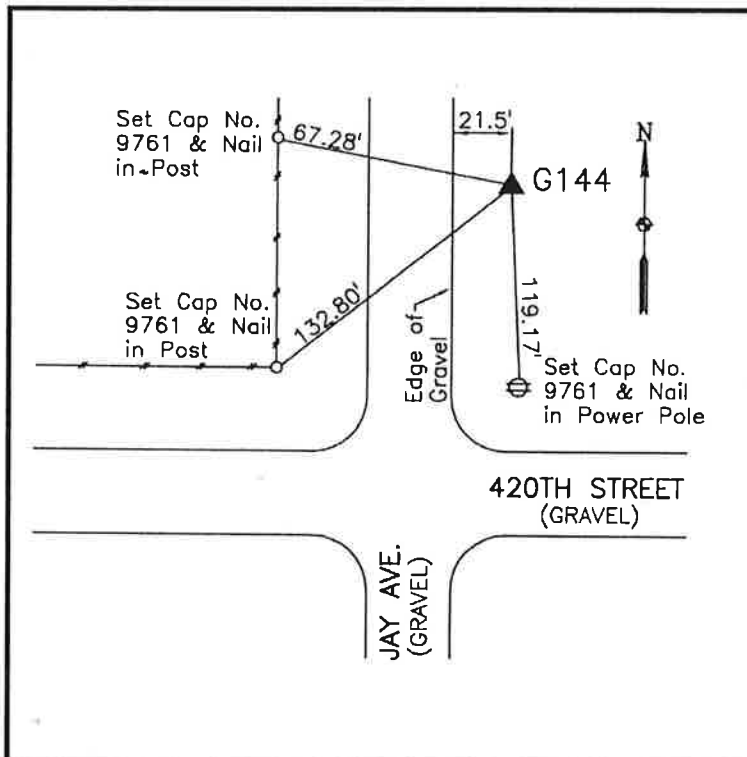 Set Cap No.
9761 & Nail
in Post
67.28'
21.5'
N
G144
Set Cap No.
9761 & Nail
in Post
132.80'
Edge of
Gravel
119.17'
Set Cap No.
9761 & Nail
in Power Pole
420TH STREET
(GRAVEL)
JAY AVE.
(GRAVEL)